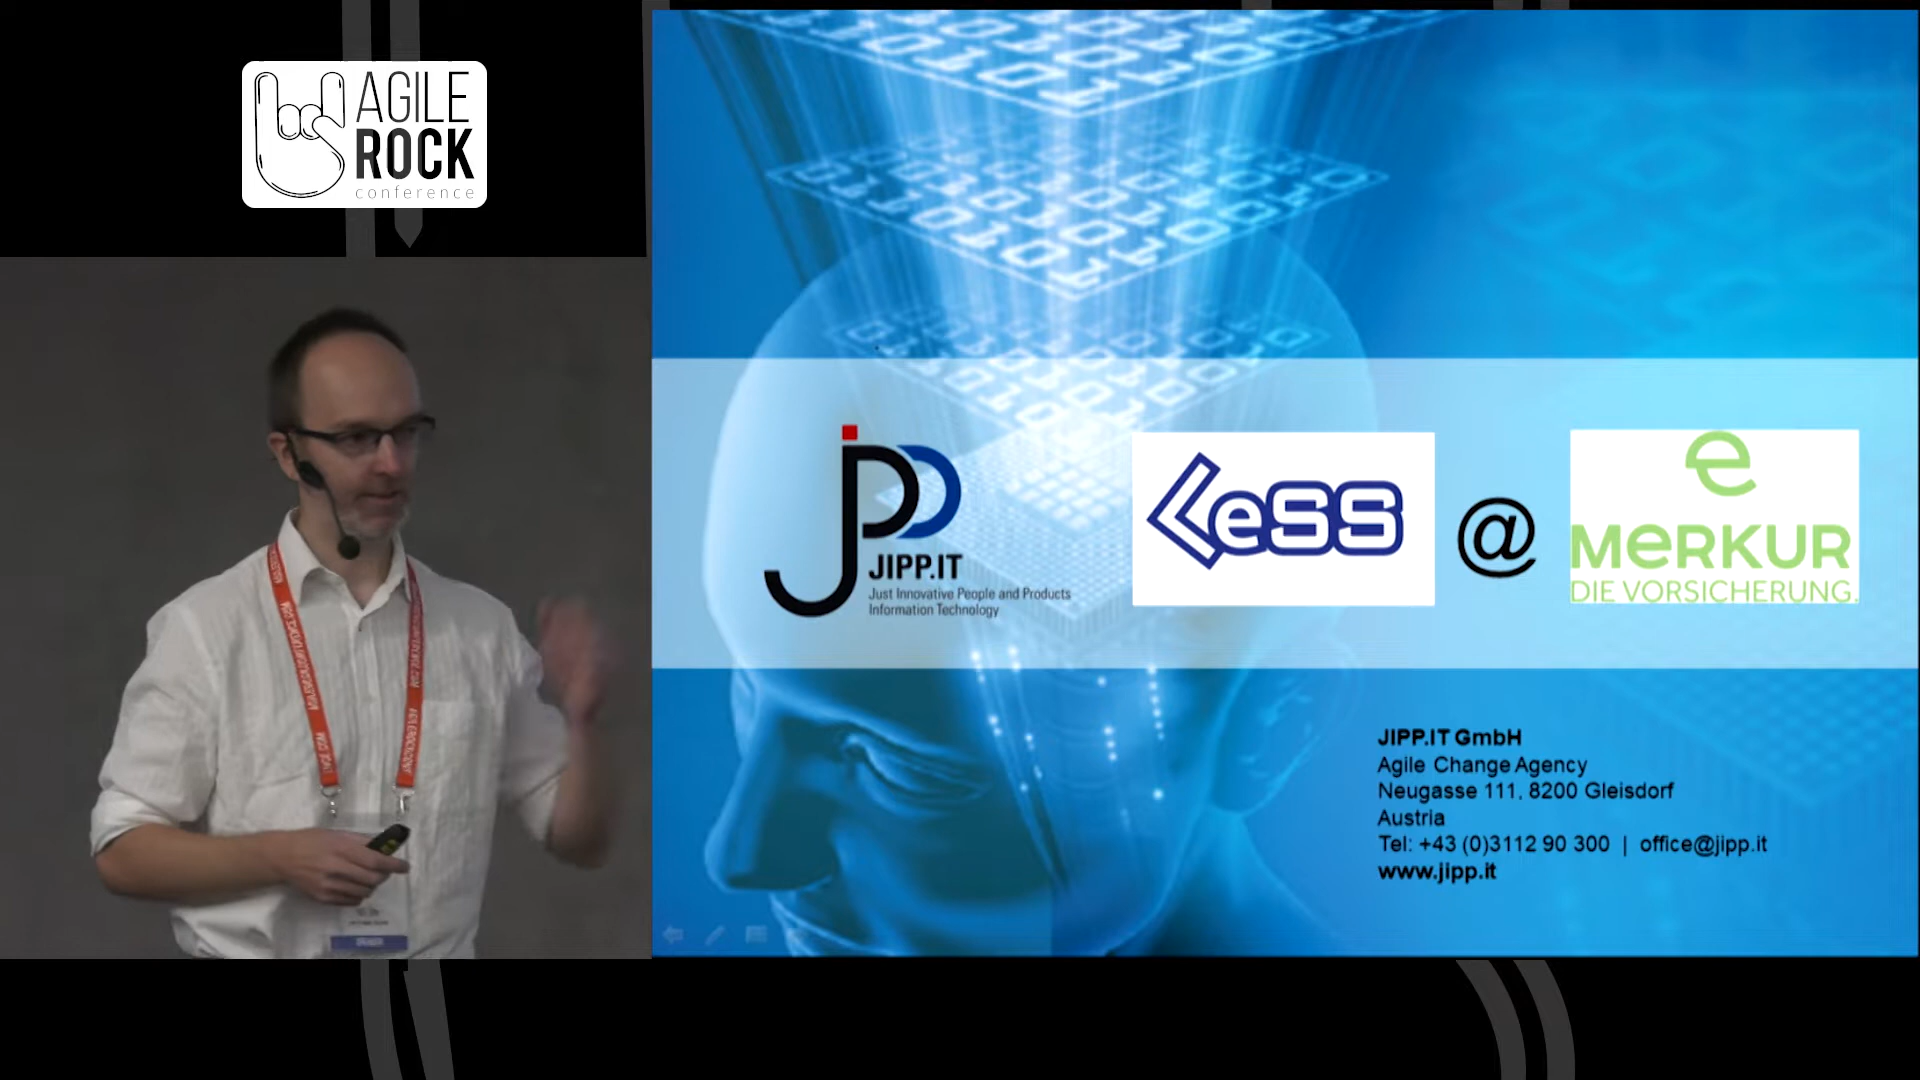 AGILE
ROCK
conference
JIPP.IT
Just Innovative People and Products
Information Technology
LeSS
@
MERKUR
DIE VORSICHERUNG.
JIPP.IT GmbH
Agile Change Agency
Neugasse 111, 8200 Gleisdorf
Austria
Tel: +43 (0)3112 90 300 | office@jipp.it
www.jipp.it